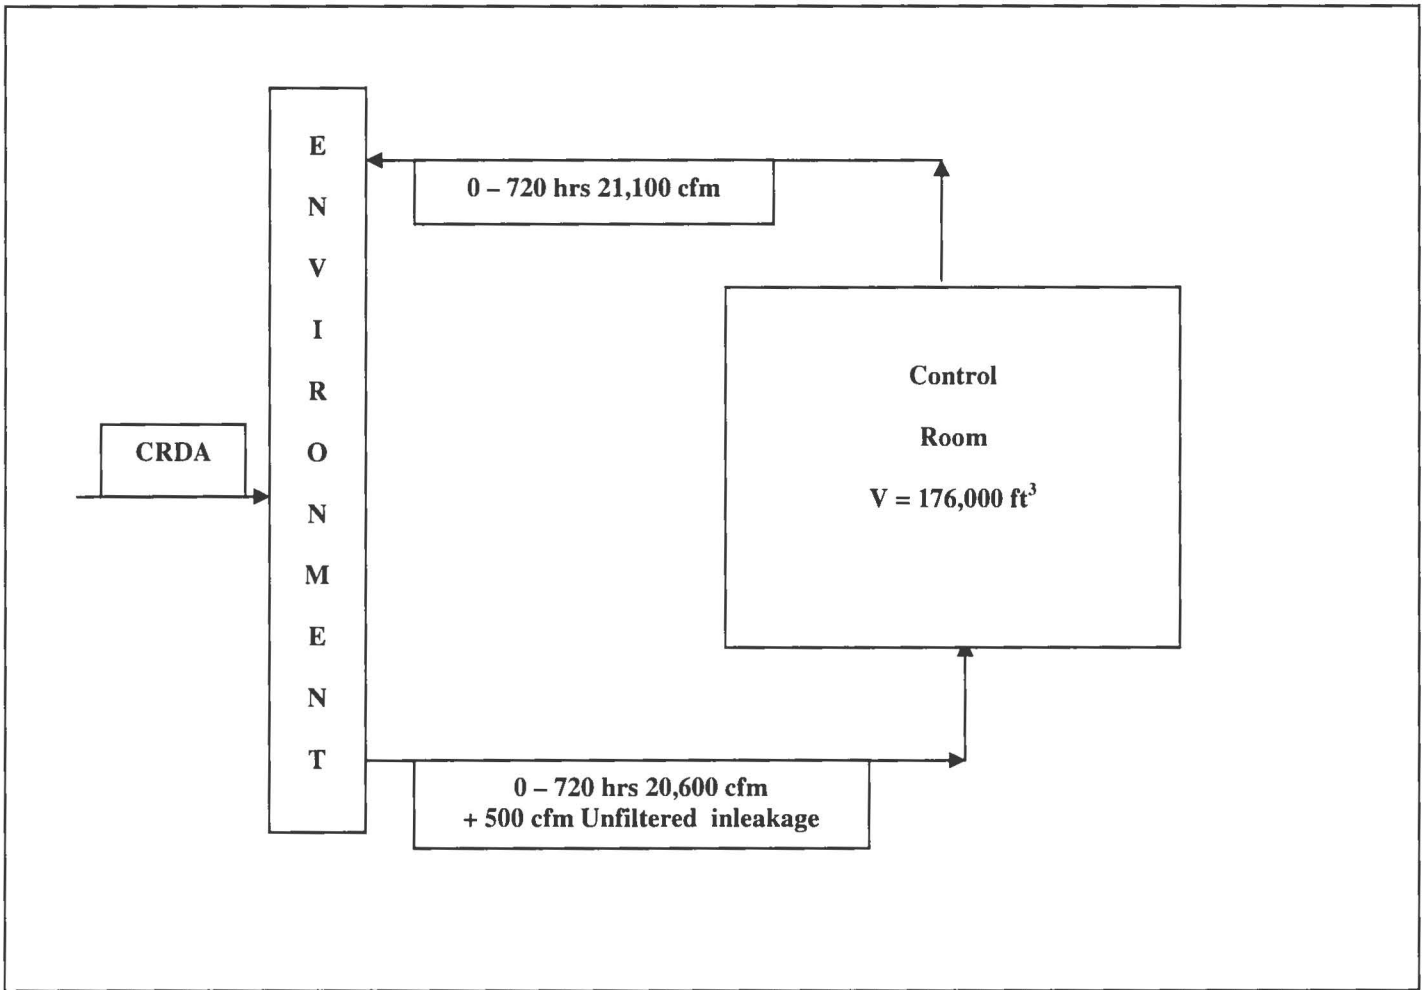 E
N
V
I
R
O
N
M
E
N
T
0 – 720 hrs 21,100 cfm
Control
Room
V = 176,000 ft³
CRDA
0 – 720 hrs 20,600 cfm
+ 500 cfm Unfiltered inleakage